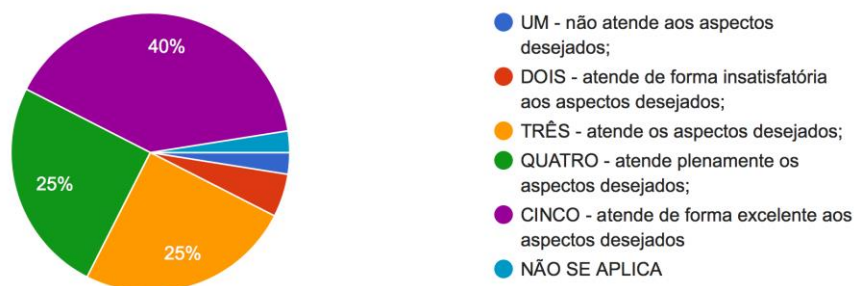 40%
25%
25%
UM - não atende aos aspectos
desejados;
DOIS - atende de forma insatisfatória
aos aspectos desejados;
TRÊS - atende os aspectos desejados;
QUATRO - atende plenamente os
aspectos desejados;
CINCO - atende de forma excelente aos
aspectos desejados
NÃO SE APLICA